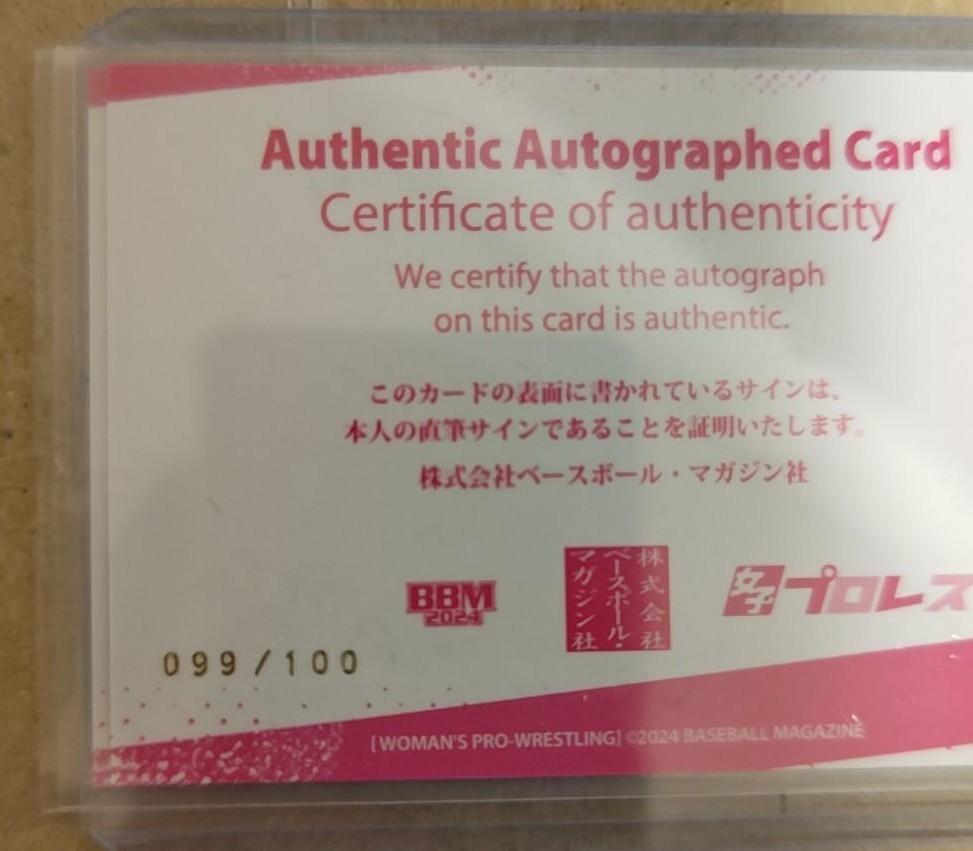 Authentic Autographed Card
Certificate of authenticity
We certify that the autograph
on this card is authentic.
このカードの表面に書かれているサインは、
本人の直筆サインであることを証明いたします。
株式会社ベースボール・マガジン社
BBM
2024
株式会社
ベースボール・
マガジン社
女子プロレス
099/100
[WOMAN'S PRO-WRESTLING] ©2024 BASEBALL MAGAZINE